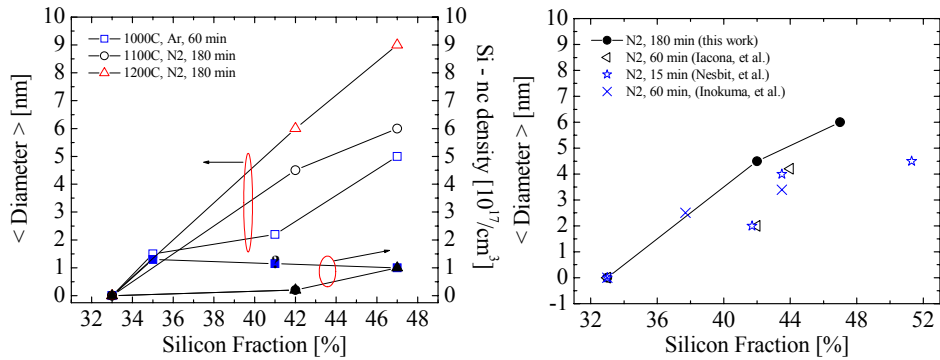 < Diameter > [nm]
10
9
8
7
6
5
4
3
2
1
0
1000C, Ar, 60 min
1100C, N2, 180 min
1200C, N2, 180 min
10
9
8
7
6
5
4
3
2
1
0
Si - nc density [10^17/cm^3]
32 34 36 38 40 42 44 46 48
Silicon Fraction [%]
< Diameter > [nm]
10
9
8
7
6
5
4
3
2
1
0
-1
N2, 180 min (this work)
N2, 60 min (Iacona, et al.)
N2, 15 min (Nesbit, et al.)
N2, 60 min, (Inokuma, et al.)
32 36 40 44 48 52
Silicon Fraction [%]